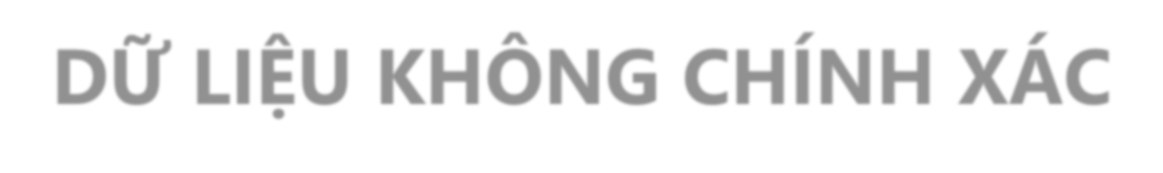 DỮ LIỆU KHÔNG CHÍNH XÁC